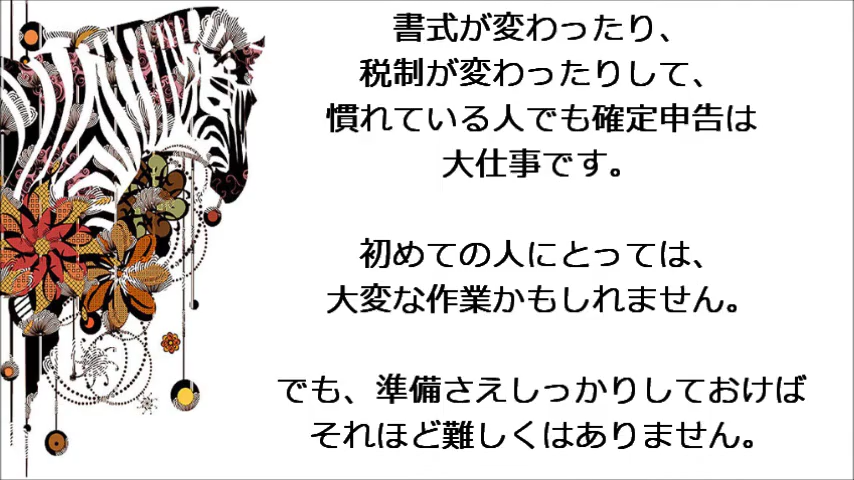 書式が変わったり、
税制が変わったりして、
慣れている人でも確定申告は
大仕事です。
初めての人にとっては、
大変な作業かもしれません。
でも、準備さえしっかりしておけば
それほど難しくはありません。